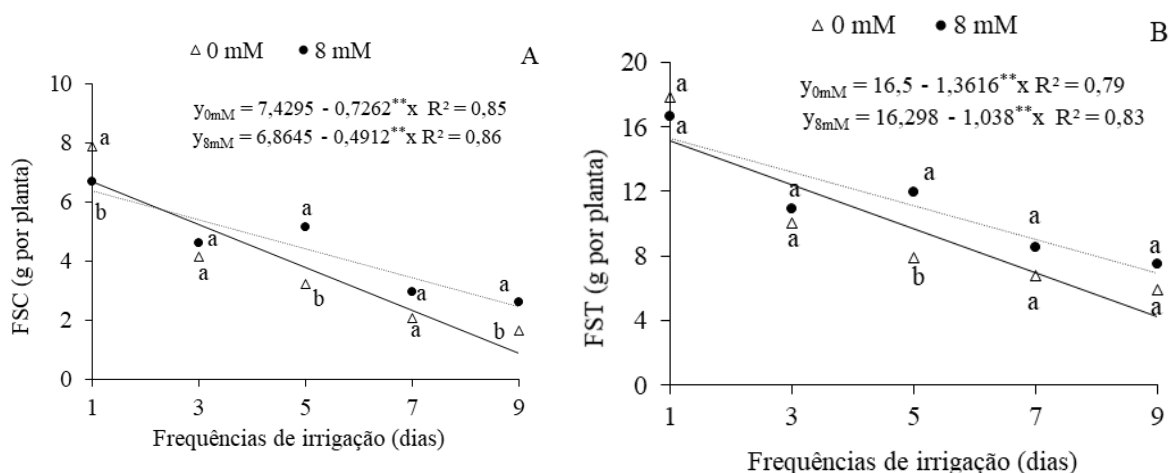 △ 0 mM ● 8 mM
A
y0mM = 7,4295 - 0,7262**x R² = 0,85
y8mM = 6,8645 - 0,4912**x R² = 0,86
FSC (g por planta)
10
8
6
4
2
0
a
b
a
a
a
b
a
a
a
b
1 3 5 7 9
Frequências de irrigação (dias)
△ 0 mM ● 8 mM
B
y0mM = 16,5 - 1,3616**x R² = 0,79
y8mM = 16,298 - 1,038**x R² = 0,83
FST (g por planta)
20
16
12
8
4
0
a
a
a
a
a
b
a
a
a
a
1 3 5 7 9
Frequências de irrigação (dias)